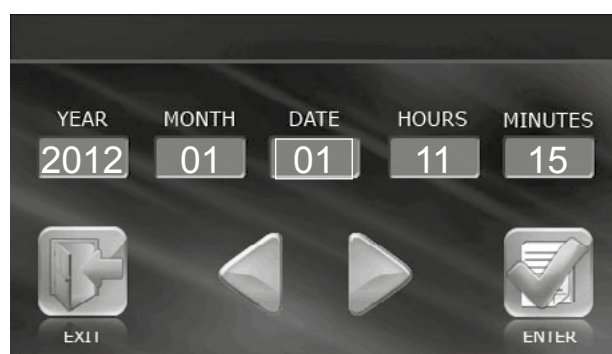 YEAR MONTH DATE HOURS MINUTES
2012 01 01 11 15
EXIT ENTER